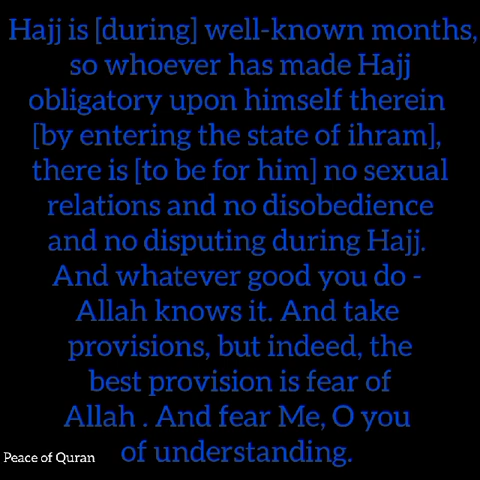 Hajj is [during] well-known months,
so whoever has made Hajj
obligatory upon himself therein
[by entering the state of ihram],
there is [to be for him] no sexual
relations and no disobedience
and no disputing during Hajj.
And whatever good you do -
Allah knows it. And take
provisions, but indeed, the
best provision is fear of
Allah . And fear Me, O you
of understanding.
Peace of Quran